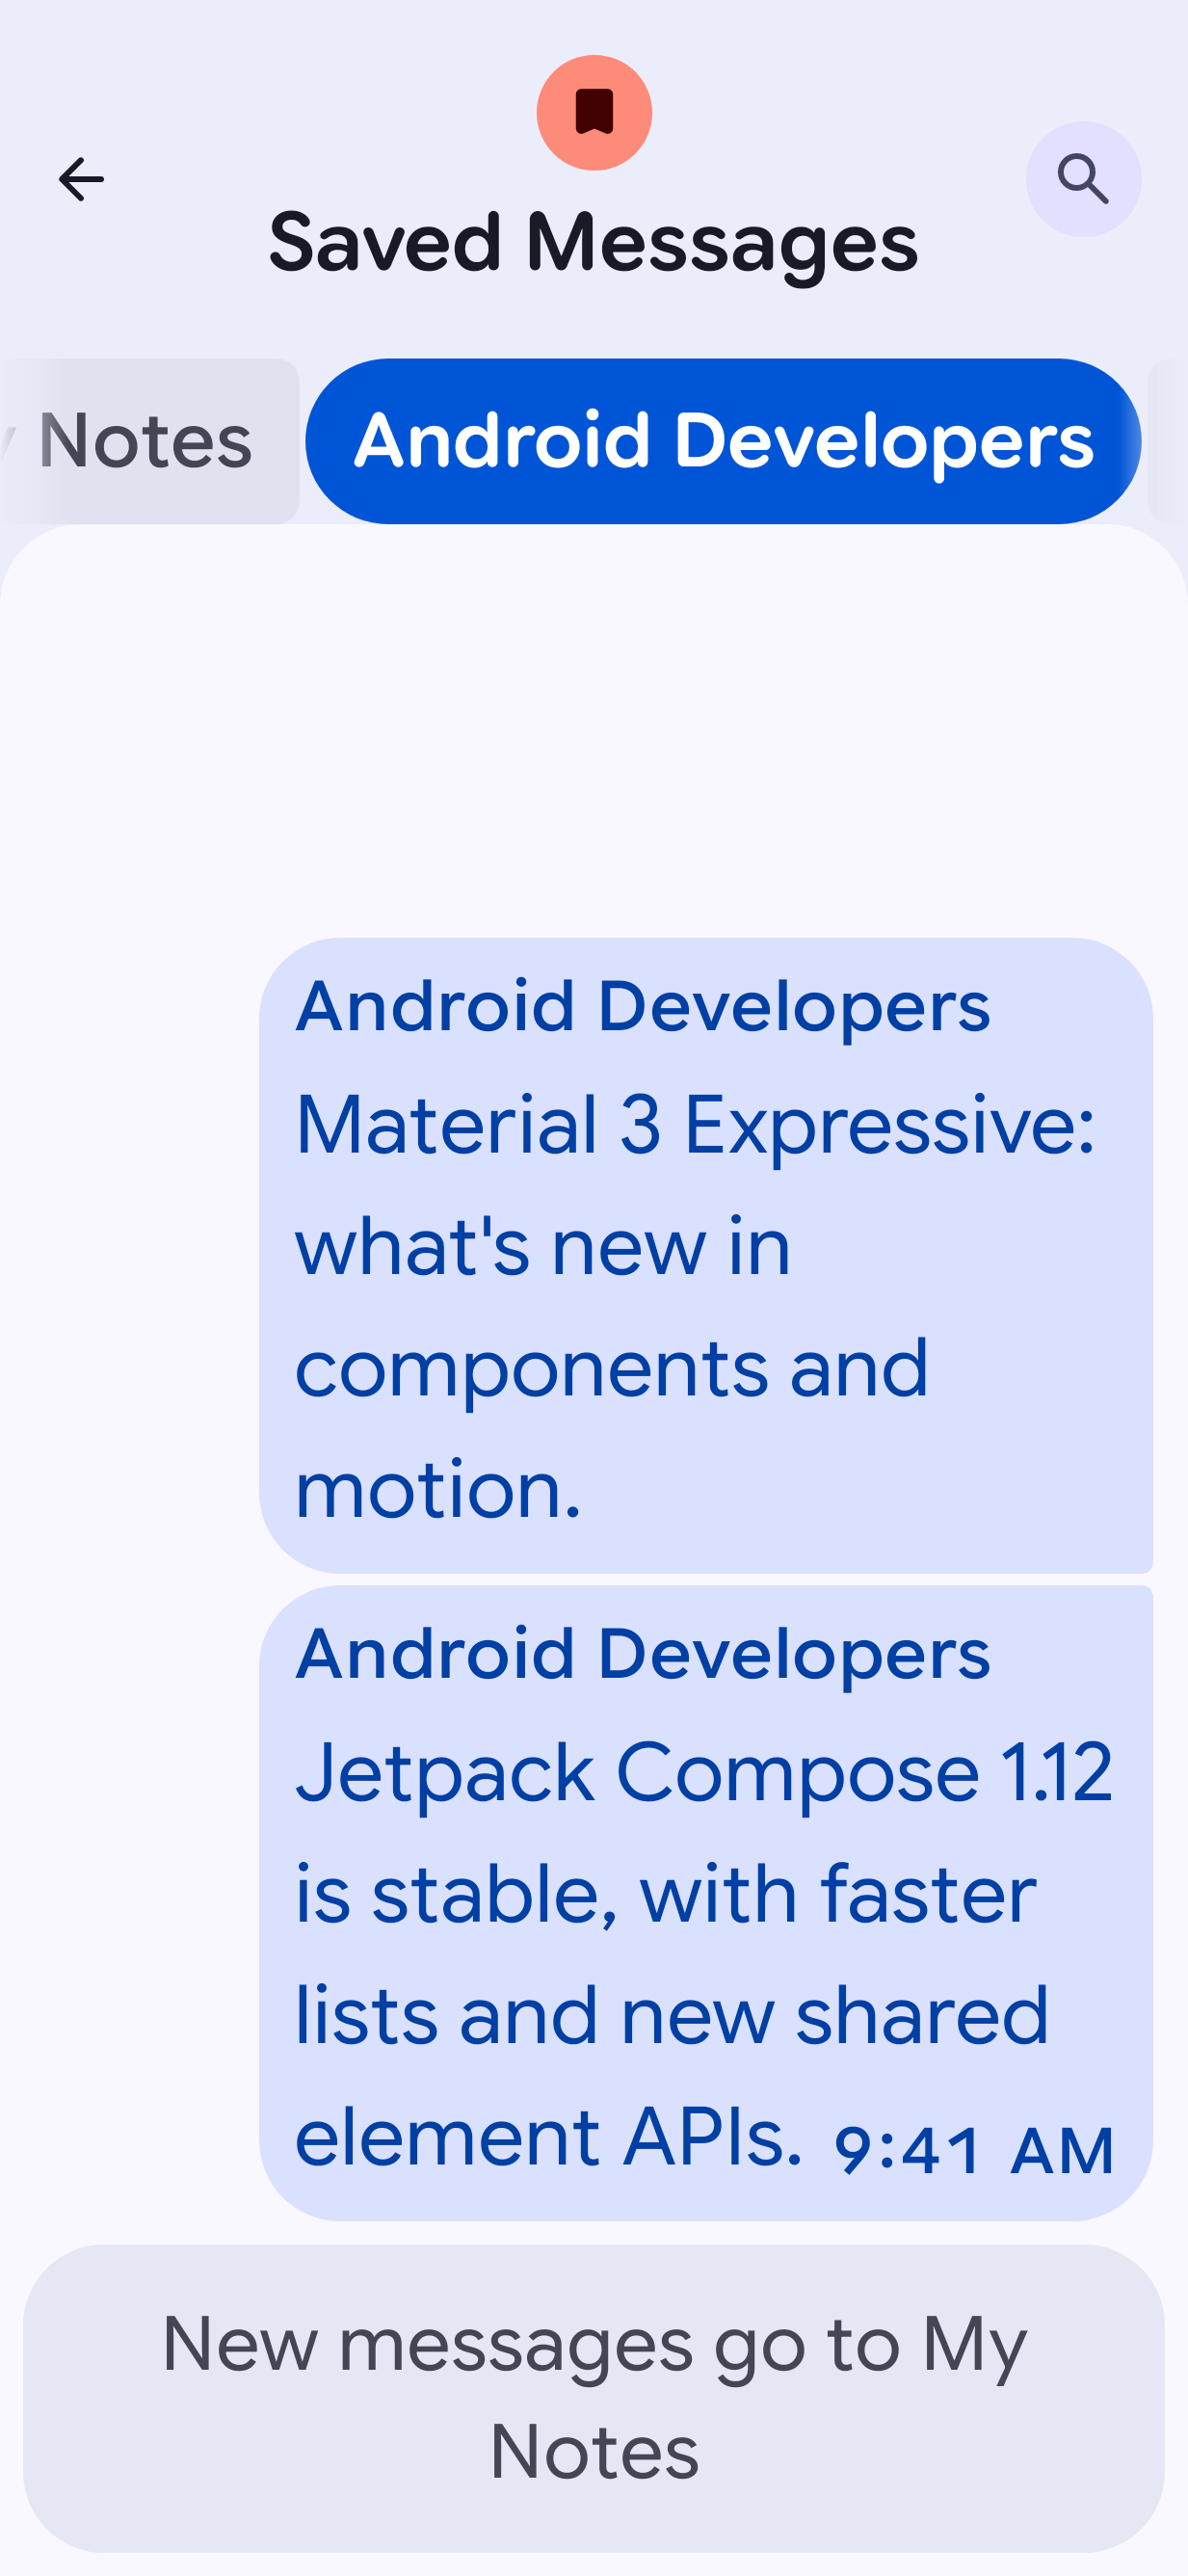 Saved Messages
Notes
Android Developers
Android Developers
Material 3 Expressive:
what's new in
components and
motion.
Android Developers
Jetpack Compose 1.12
is stable, with faster
lists and new shared
element APIs. 9:41 AM
New messages go to My
Notes